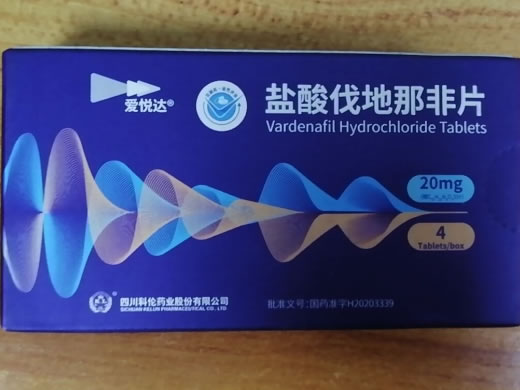 爱悦达®
盐酸伐地那非片
Vardenafil Hydrochloride Tablets
20mg
4
Tablets/box
四川科伦药业股份有限公司
SICHUAN KELUN PHARMACEUTICAL CO., LTD
批准文号：国药准字H20203339